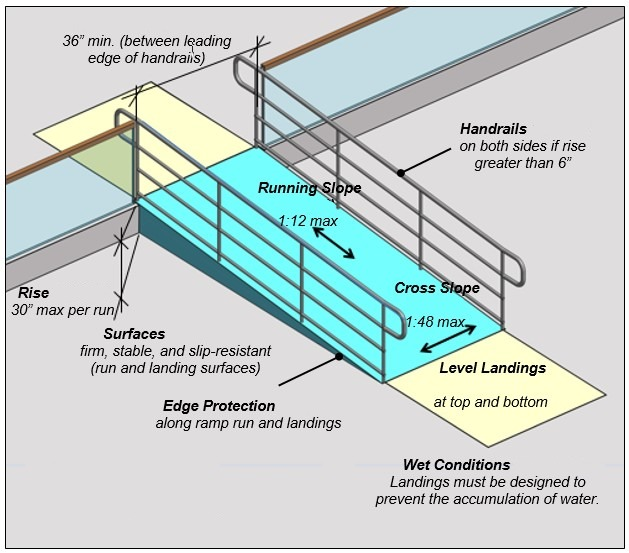 36” min. (between leading
edge of handrails)
Handrails
on both sides if rise
greater than 6”
Running Slope
1:12 max
Cross Slope
1:48 max
Rise
30” max per run
Surfaces
firm, stable, and slip-resistant
(run and landing surfaces)
Level Landings
at top and bottom
Edge Protection
along ramp run and landings
Wet Conditions
Landings must be designed to
prevent the accumulation of water.